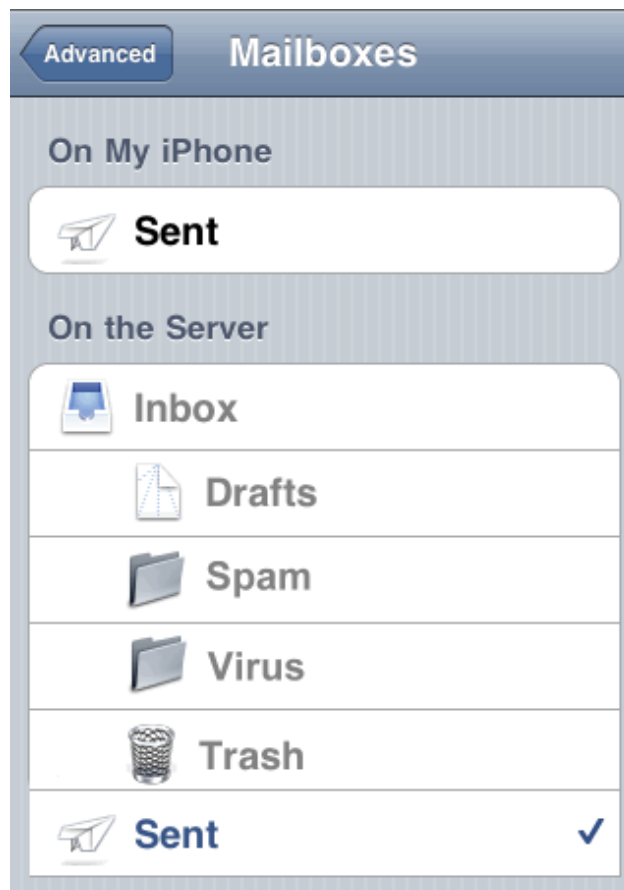 Advanced
Mailboxes
On My iPhone
Sent
On the Server
Inbox
Drafts
Spam
Virus
Trash
Sent